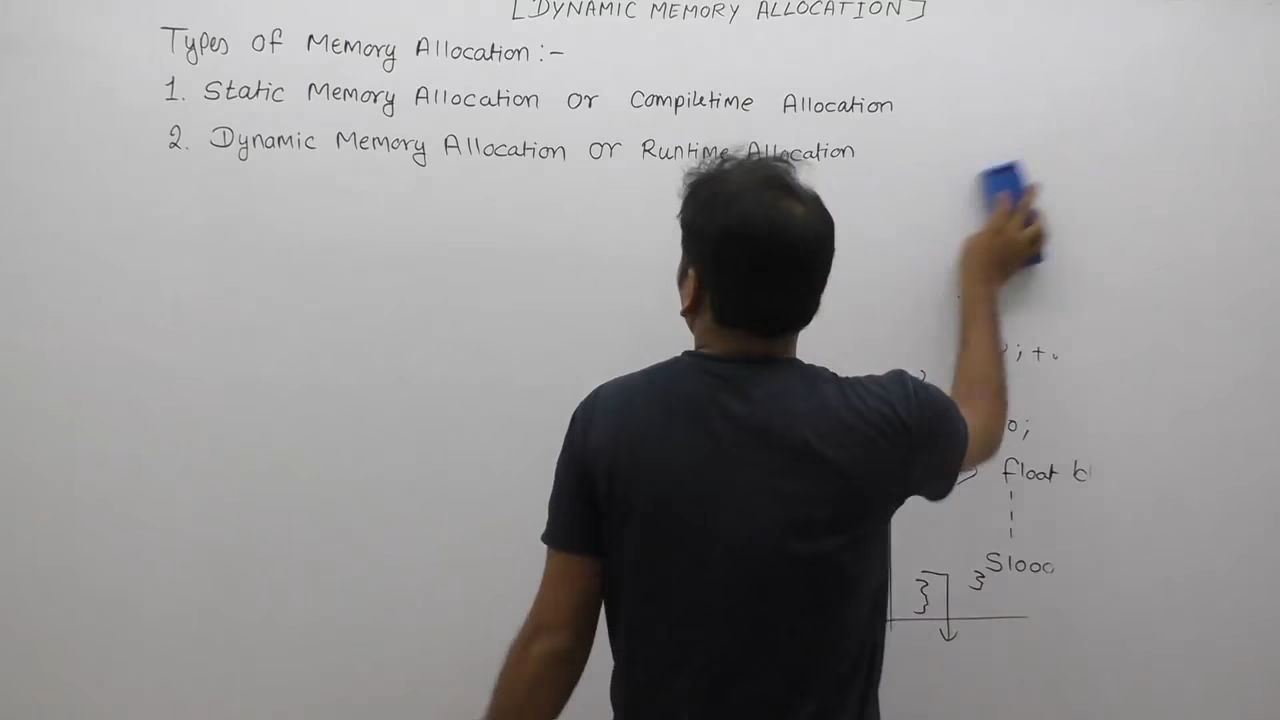 [DYNAMIC MEMORY ALLOCATION]
Types of Memory Allocation :-
1. Static Memory Allocation or Compiletime Allocation
2. Dynamic Memory Allocation or Runtime Allocation
o;
float b
S1000